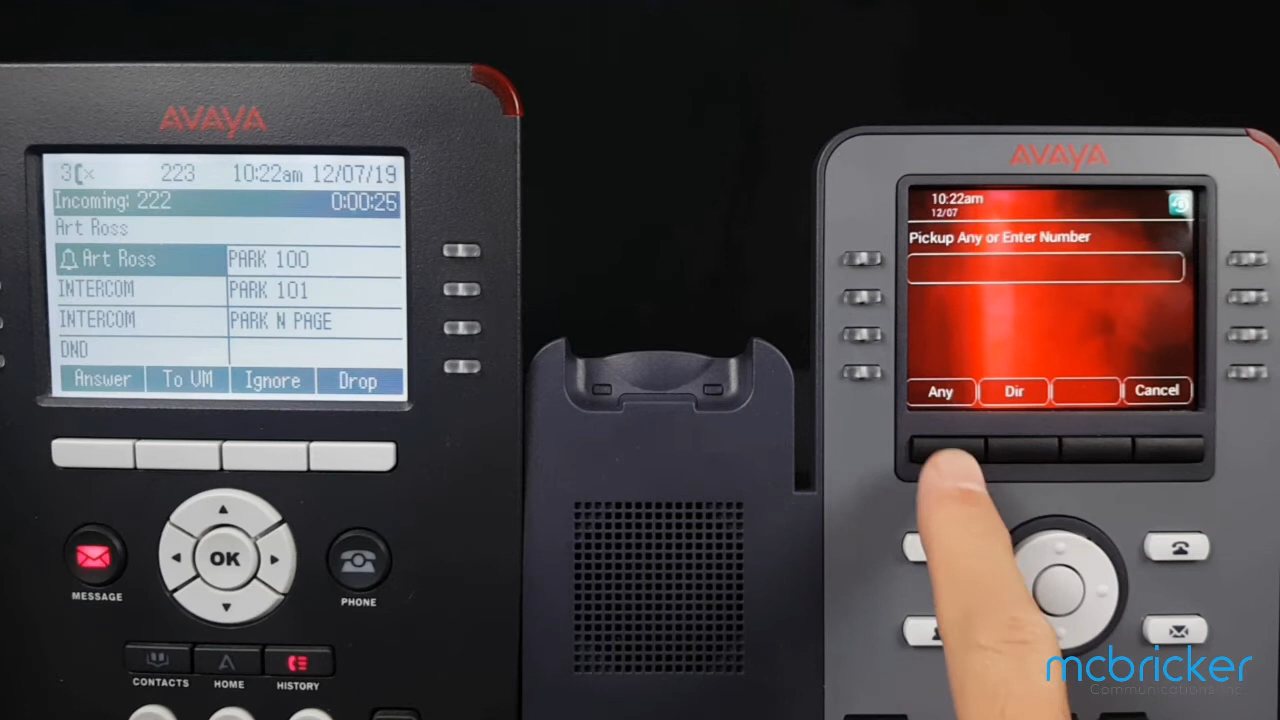 AVAYA
3 223 10:22am 12/07/19
Incoming: 222 0:00:26
Art Ross
Art Ross PARK 100
INTERCOM PARK 101
INTERCOM PARK N PAGE
DND
Answer To VM Ignore Drop
OK
MESSAGE
PHONE
CONTACTS HOME HISTORY
AVAYA
10:22am
12/07
Pickup Any or Enter Number
Any Dir Cancel
mcbricker
Communications Inc.